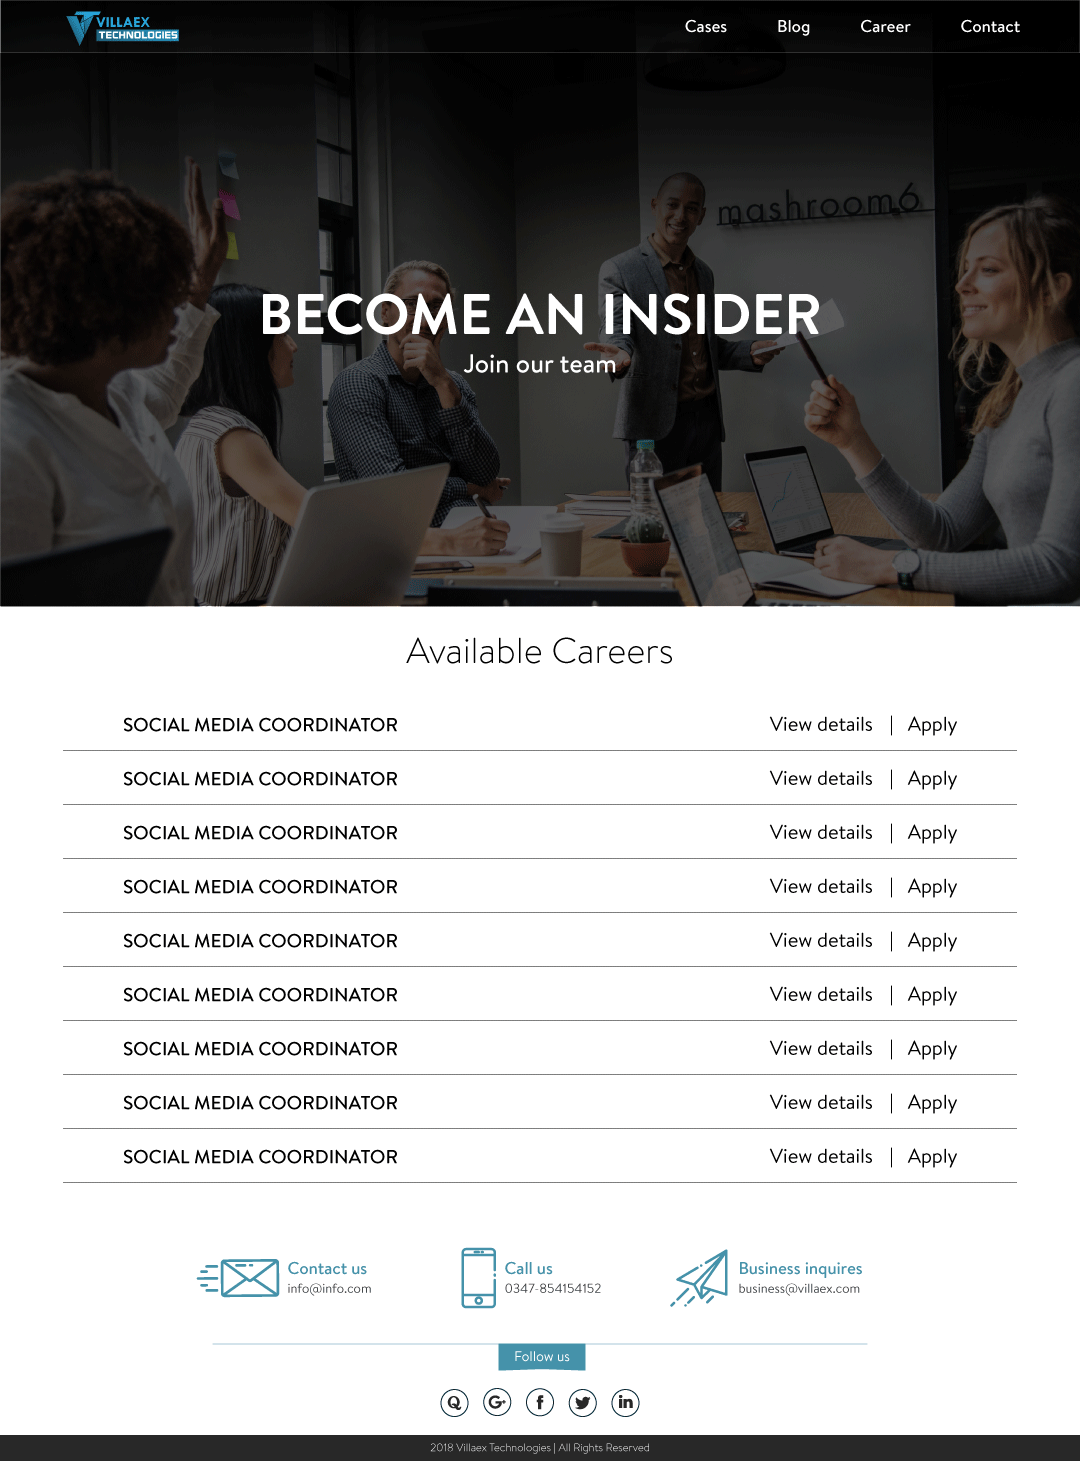 VILLAEX
TECHNOLOGIES
Cases
Blog
Career
Contact
mashroom6
BECOME AN INSIDER
Join our team
Available Careers
SOCIAL MEDIA COORDINATOR View details | Apply
SOCIAL MEDIA COORDINATOR View details | Apply
SOCIAL MEDIA COORDINATOR View details | Apply
SOCIAL MEDIA COORDINATOR View details | Apply
SOCIAL MEDIA COORDINATOR View details | Apply
SOCIAL MEDIA COORDINATOR View details | Apply
SOCIAL MEDIA COORDINATOR View details | Apply
SOCIAL MEDIA COORDINATOR View details | Apply
SOCIAL MEDIA COORDINATOR View details | Apply
Contact us
info@info.com
Call us
0347-854154152
Business inquires
business@villaex.com
Follow us
2018 Villaex Technologies | All Rights Reserved